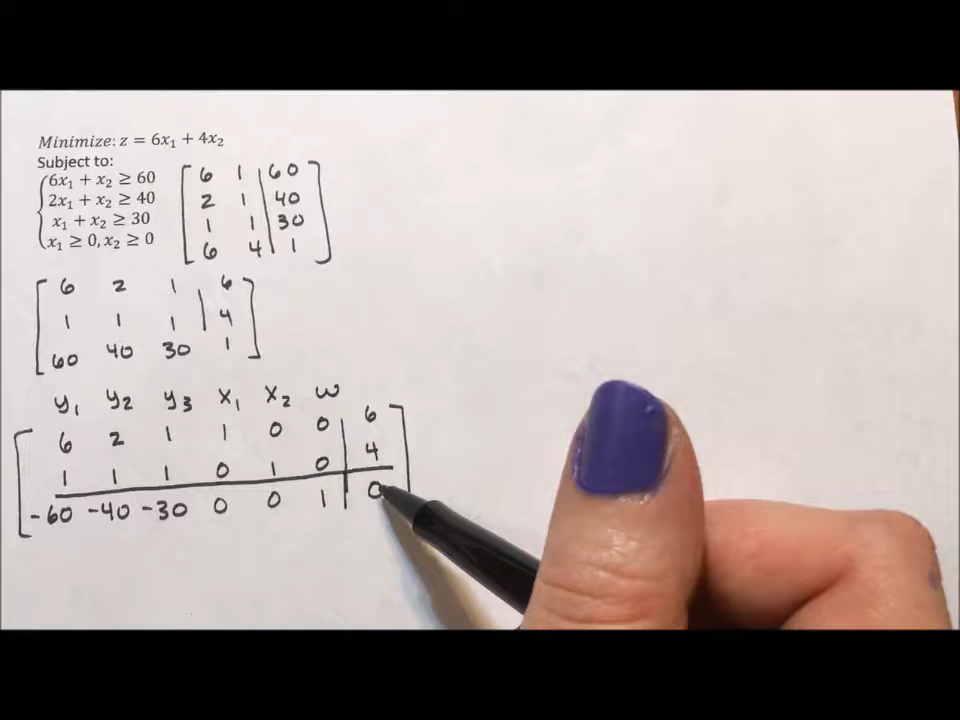 Minimize: z = 6x₁ + 4x₂
Subject to:
6x₁ + x₂ ≥ 60
2x₁ + x₂ ≥ 40
x₁ + x₂ ≥ 30
x₁ ≥ 0, x₂ ≥ 0
6 1 60
2 1 40
1 1 30
6 4 1
6 2 1 6
1 1 1 4
60 40 30 1
y₁ y₂ y₃ x₁ x₂ w
6 2 1 1 0 0 6
1 1 1 0 1 0 4
-60 -40 -30 0 0 1 0